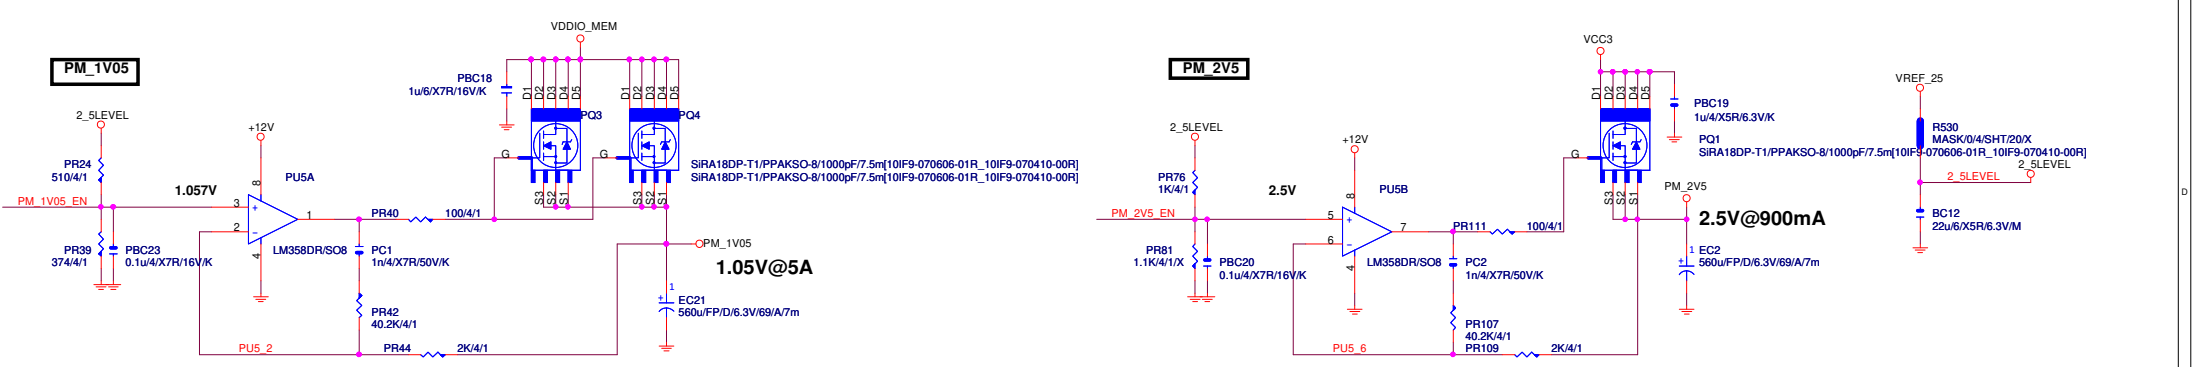 PM_1V05
2_5LEVEL
PR24
510/4/1
PM_1V05_EN
PR39
374/4/1
PBC23
0.1u/4/X7R/16V/K
1.057V
+12V
8
3
2
1
4
+
-
PU5A
LM358DR/SO8
PR40
100/4/1
PC1
1n/4/X7R/50V/K
PR42
40.2K/4/1
PU5_2
PR44
2K/4/1
VDDIO_MEM
PBC18
1u/6/X7R/16V/K
D1
D2
D3
D4
D5
PQ3
G
S3
S2
S1
D1
D2
D3
D4
D5
PQ4
G
S3
S2
S1
SiRA18DP-T1/PPAKSO-8/1000pF/7.5m[10IF9-070606-01R_10IF9-070410-00R]
SiRA18DP-T1/PPAKSO-8/1000pF/7.5m[10IF9-070606-01R_10IF9-070410-00R]
PM_1V05
1.05V@5A
1
+
EC21
560u/FP/D/6.3V/69/A/7m
PM_2V5
2_5LEVEL
PR76
1K/4/1
PM_2V5_EN
PR81
1.1K/4/1/X
PBC20
0.1u/4/X7R/16V/K
2.5V
+12V
8
5
6
7
4
+
-
PU5B
LM358DR/SO8
PR111
100/4/1
PC2
1n/4/X7R/50V/K
PR107
40.2K/4/1
PU5_6
PR109
2K/4/1
VCC3
D1
D2
D3
D4
D5
G
S3
S2
S1
PBC19
1u/4/X5R/6.3V/K
PQ1
SiRA18DP-T1/PPAKSO-8/1000pF/7.5m[10IF9-070606-01R_10IF9-070410-00R]
PM_2V5
2.5V@900mA
1
+
EC2
560u/FP/D/6.3V/69/A/7m
VREF_25
R530
MASK/0/4/SHT/20/X
2_5LEVEL
2_5LEVEL
BC12
22u/6/X5R/6.3V/M
D